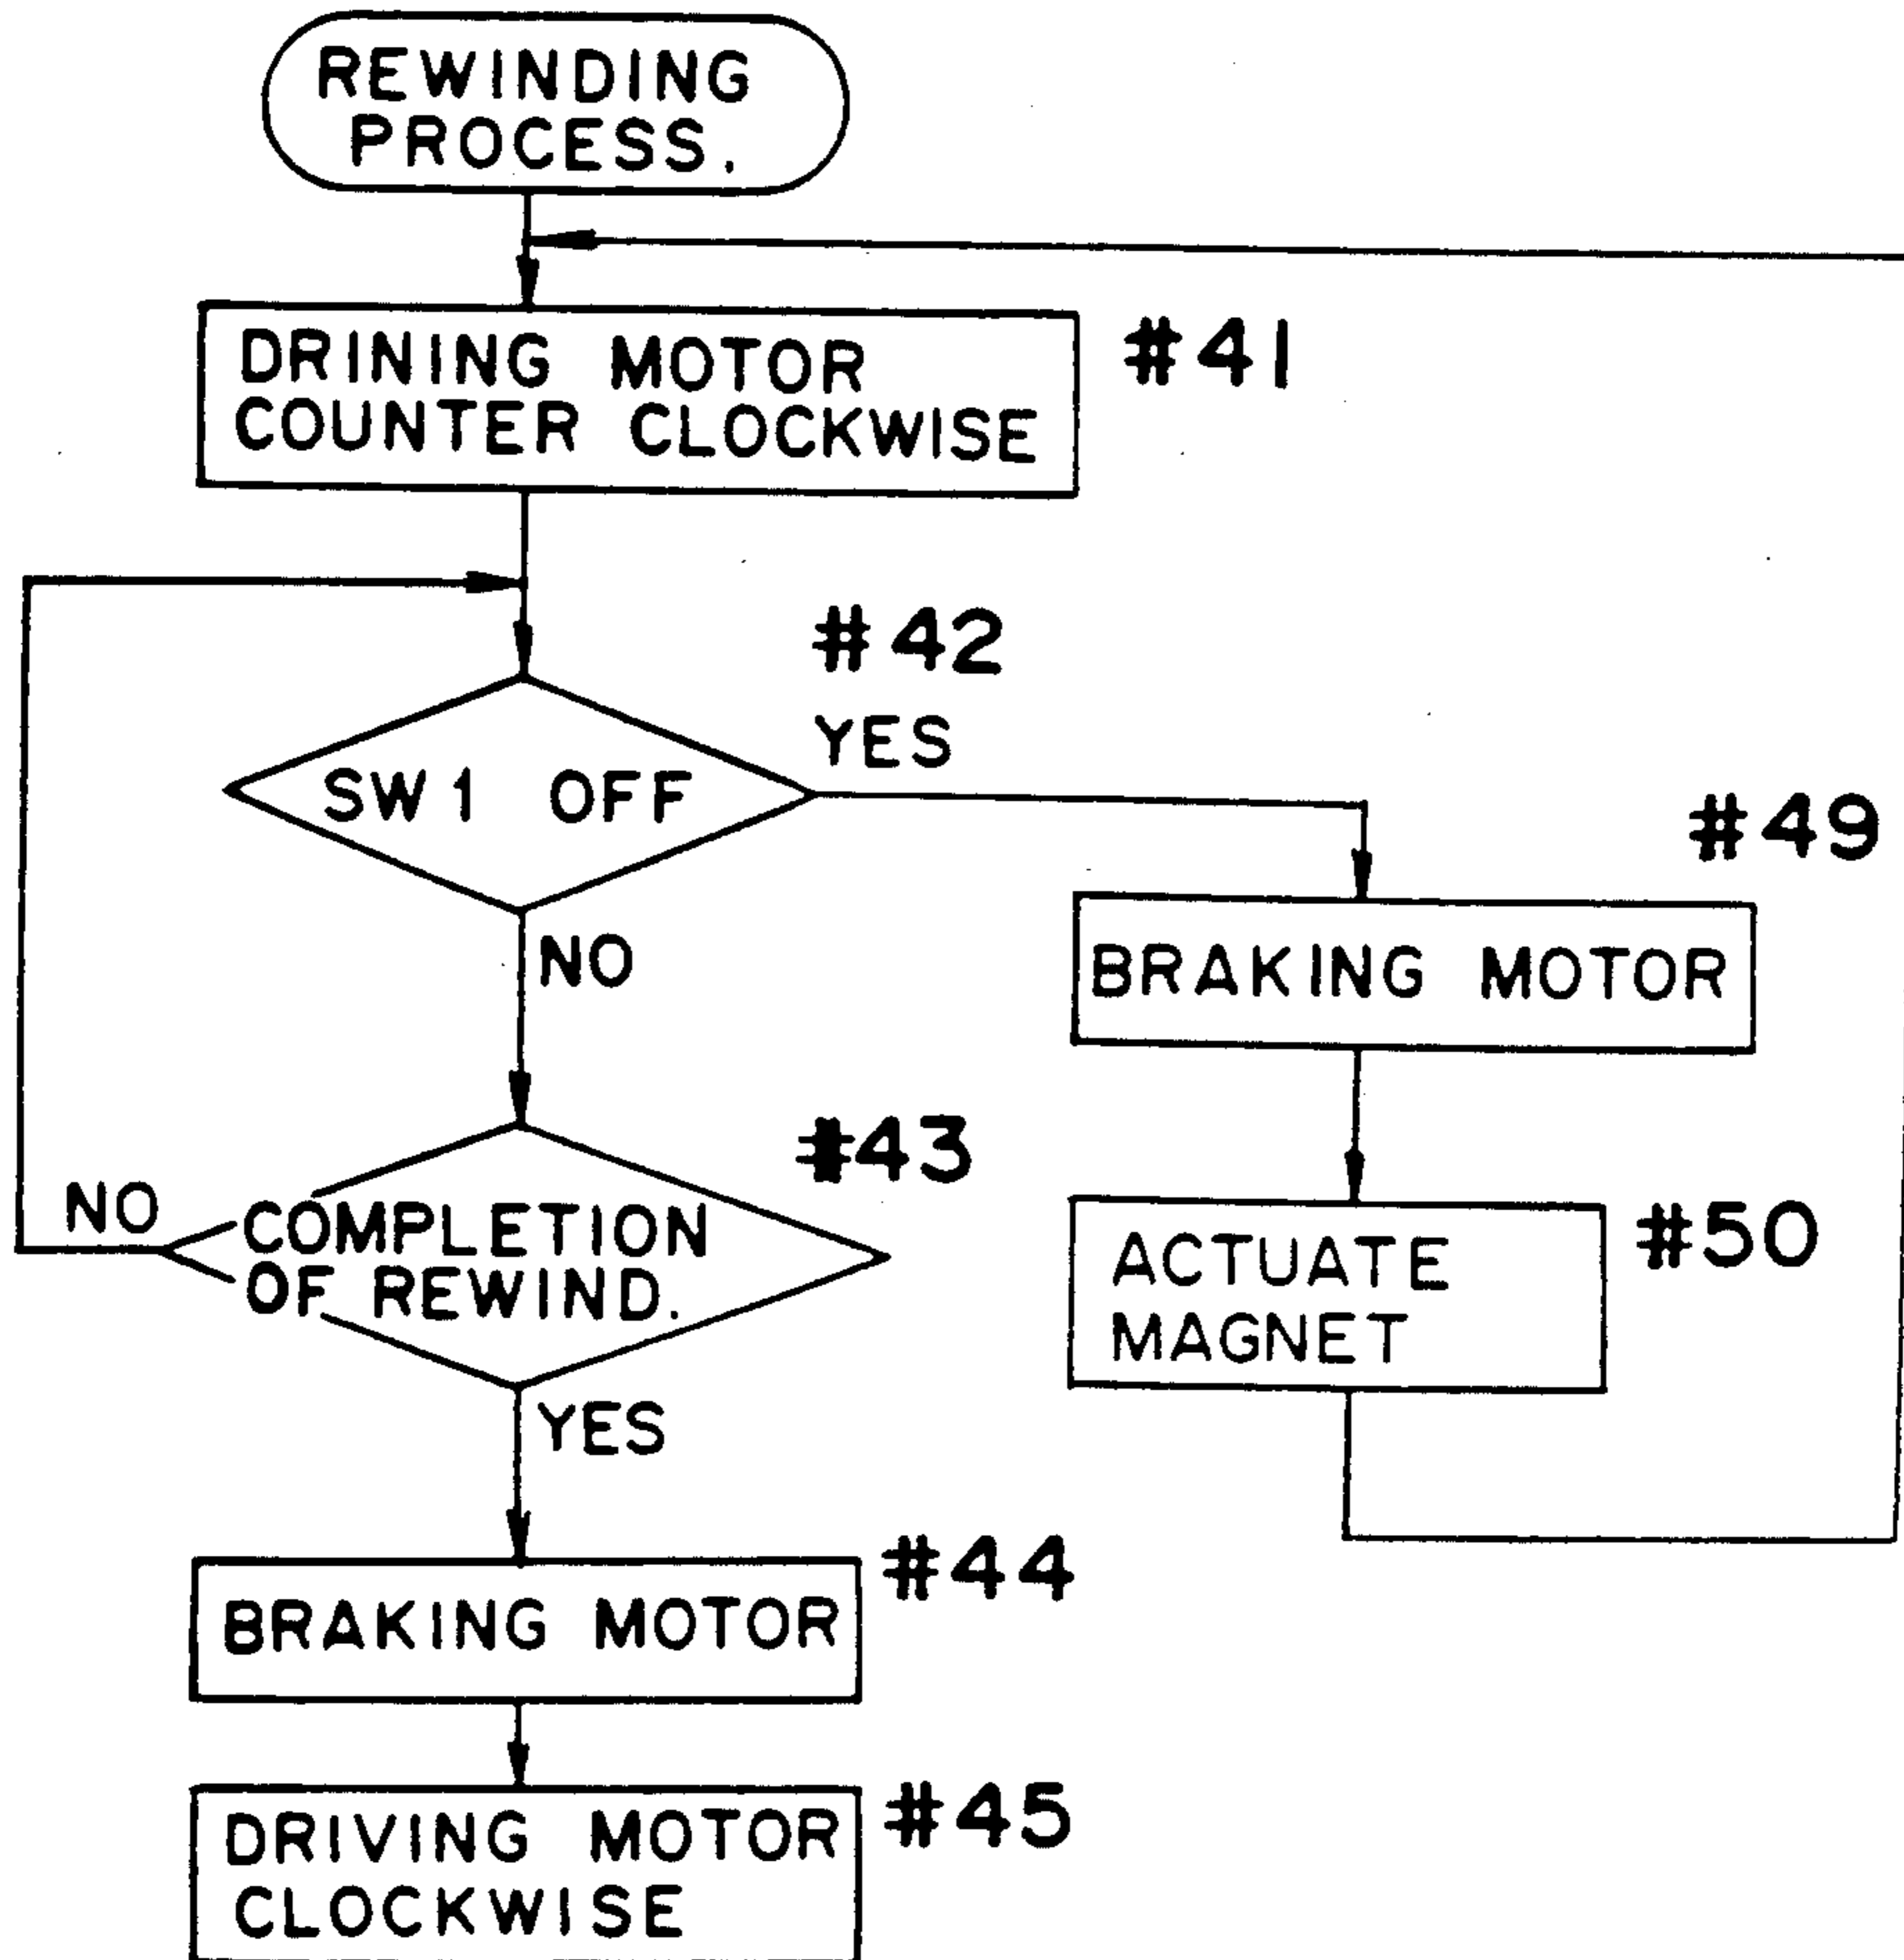 REWINDING
PROCESS.
DRINING MOTOR
COUNTER CLOCKWISE
#41
#42
YES
SW1 OFF
#49
NO
BRAKING MOTOR
#43
NO
COMPLETION
OF REWIND.
#50
ACTUATE
MAGNET
YES
#44
BRAKING MOTOR
#45
DRIVING MOTOR
CLOCKWISE